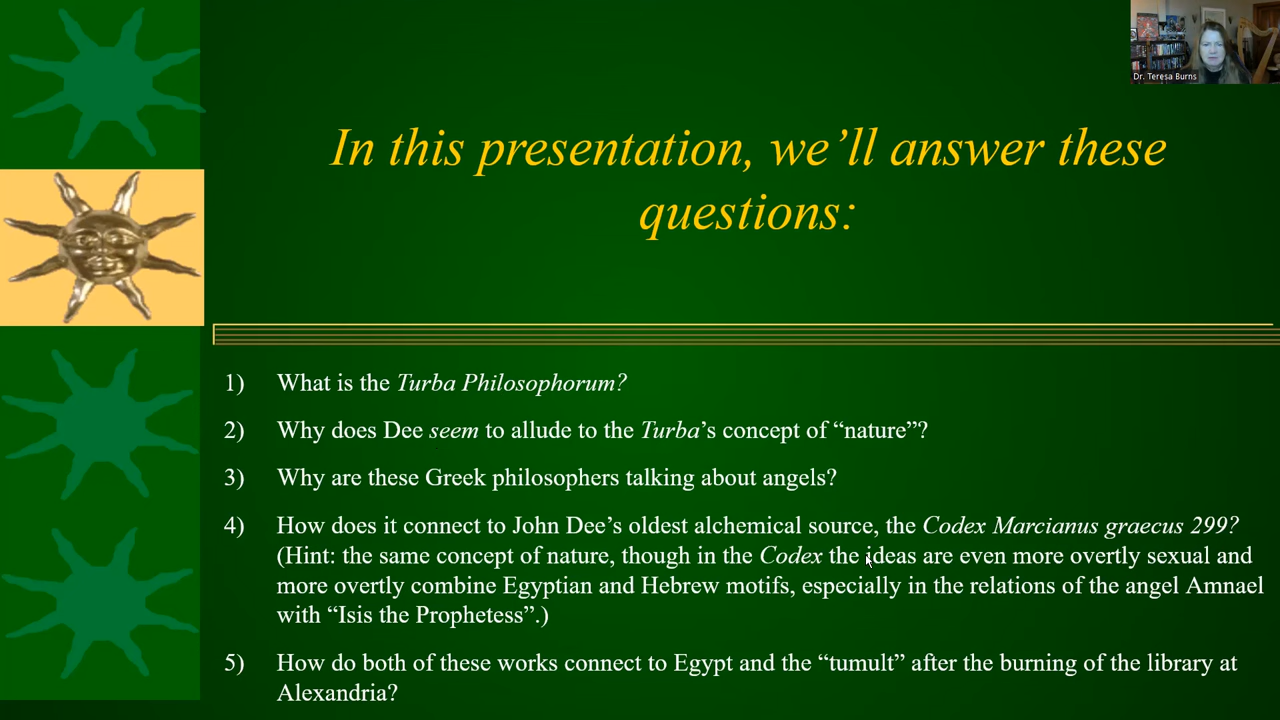 Dr. Teresa Burns
In this presentation, we’ll answer these
questions:
1) What is the Turba Philosophorum?
2) Why does Dee seem to allude to the Turba’s concept of “nature”?
3) Why are these Greek philosophers talking about angels?
4) How does it connect to John Dee’s oldest alchemical source, the Codex Marcianus graecus 299?
(Hint: the same concept of nature, though in the Codex the ideas are even more overtly sexual and
more overtly combine Egyptian and Hebrew motifs, especially in the relations of the angel Amnael
with “Isis the Prophetess”.)
5) How do both of these works connect to Egypt and the “tumult” after the burning of the library at
Alexandria?